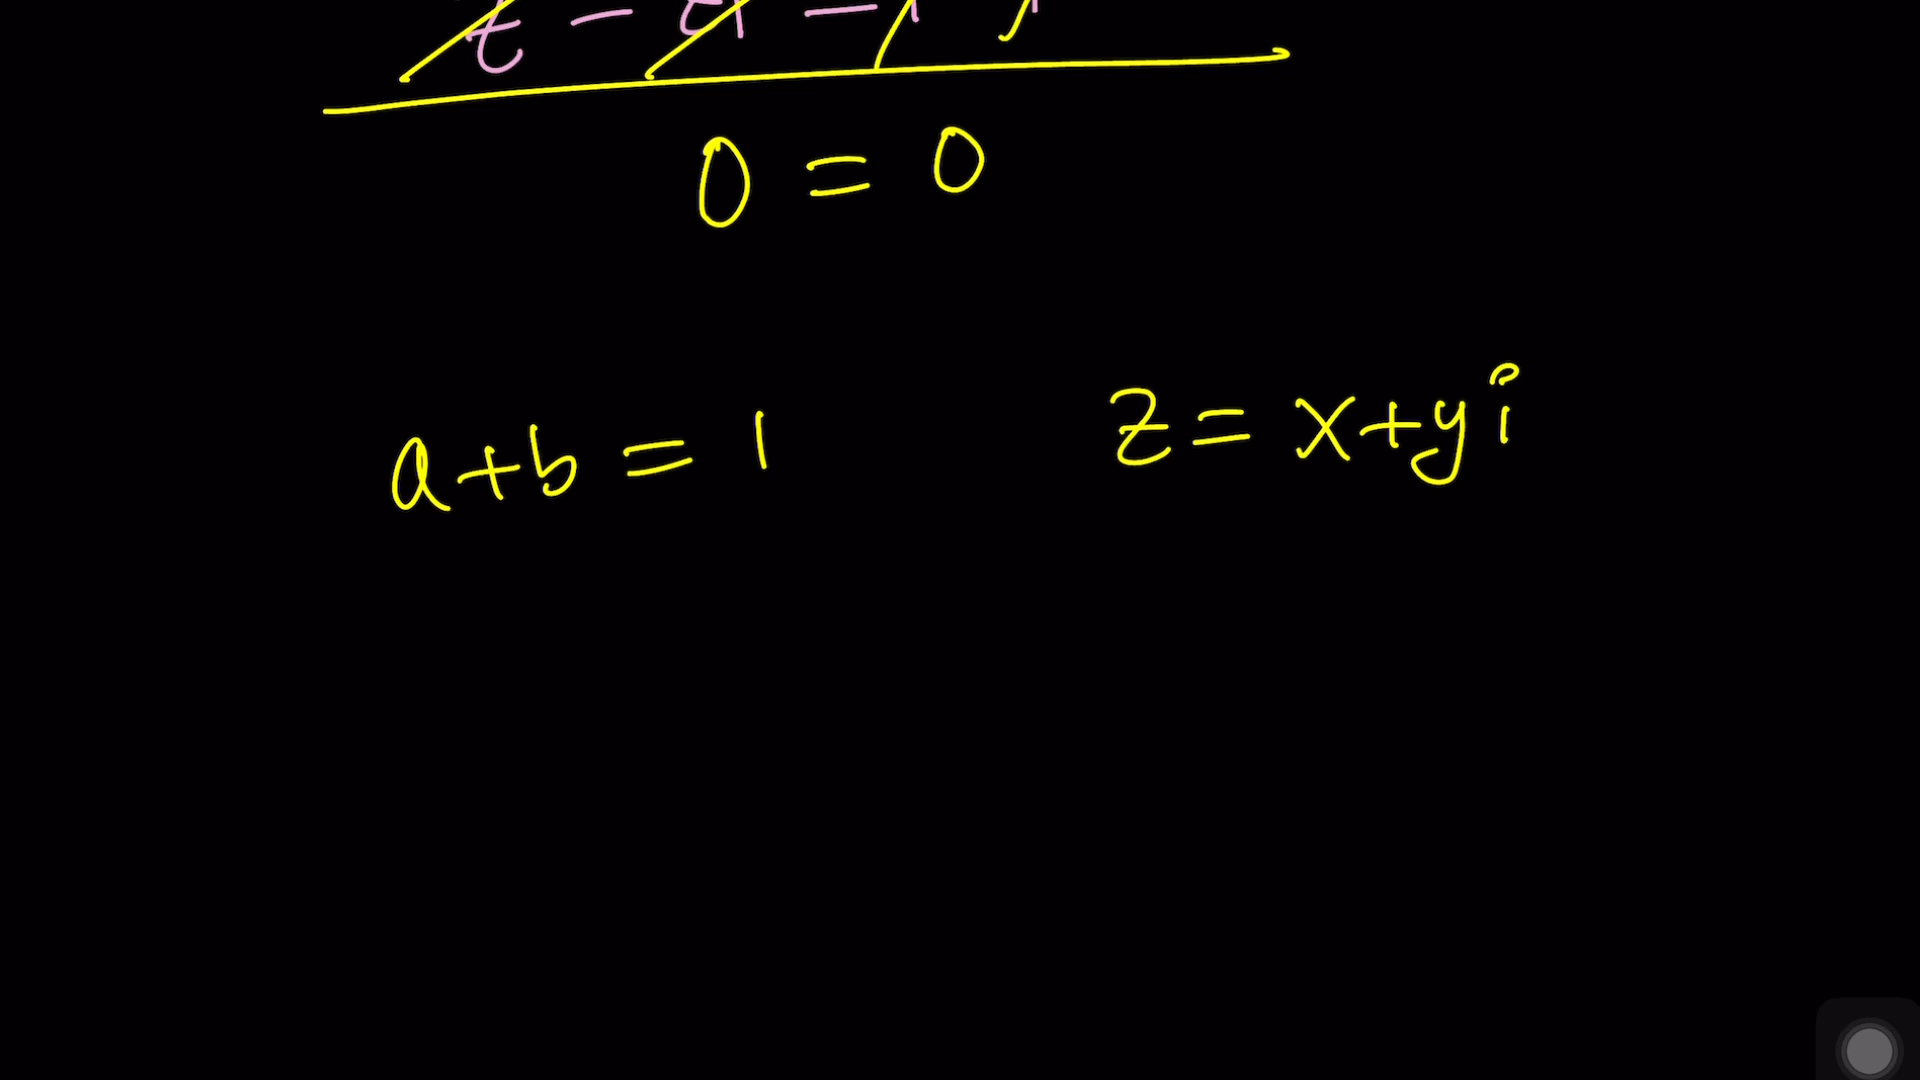 0 = 0
a+b = 1
z = x+yi